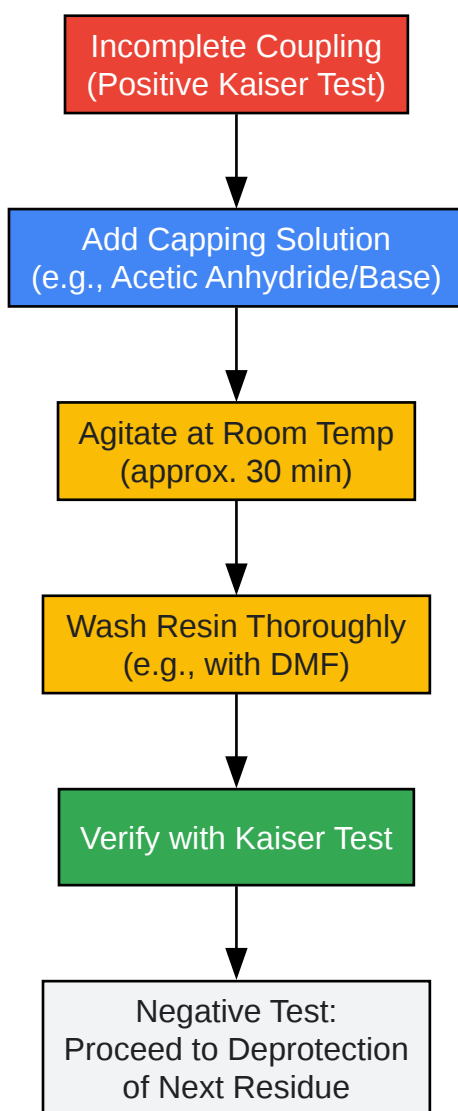 Incomplete Coupling
(Positive Kaiser Test)
Add Capping Solution
(e.g., Acetic Anhydride/Base)
Agitate at Room Temp
(approx. 30 min)
Wash Resin Thoroughly
(e.g., with DMF)
Verify with Kaiser Test
Negative Test:
Proceed to Deprotection
of Next Residue